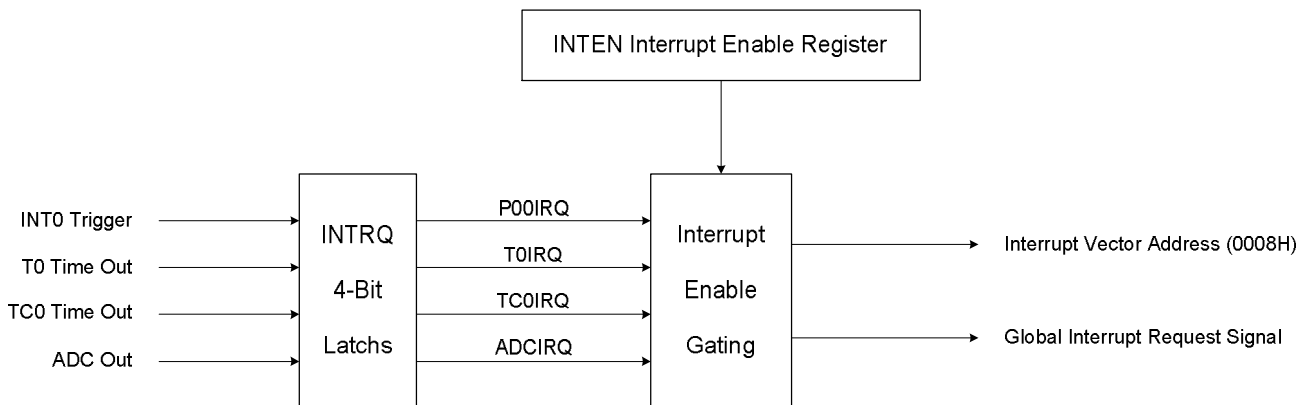 INTEN Interrupt Enable Register
INT0 Trigger
T0 Time Out
TC0 Time Out
ADC Out
INTRQ
4-Bit
Latchs
P00IRQ
T0IRQ
TC0IRQ
ADCIRQ
Interrupt
Enable
Gating
Interrupt Vector Address (0008H)
Global Interrupt Request Signal